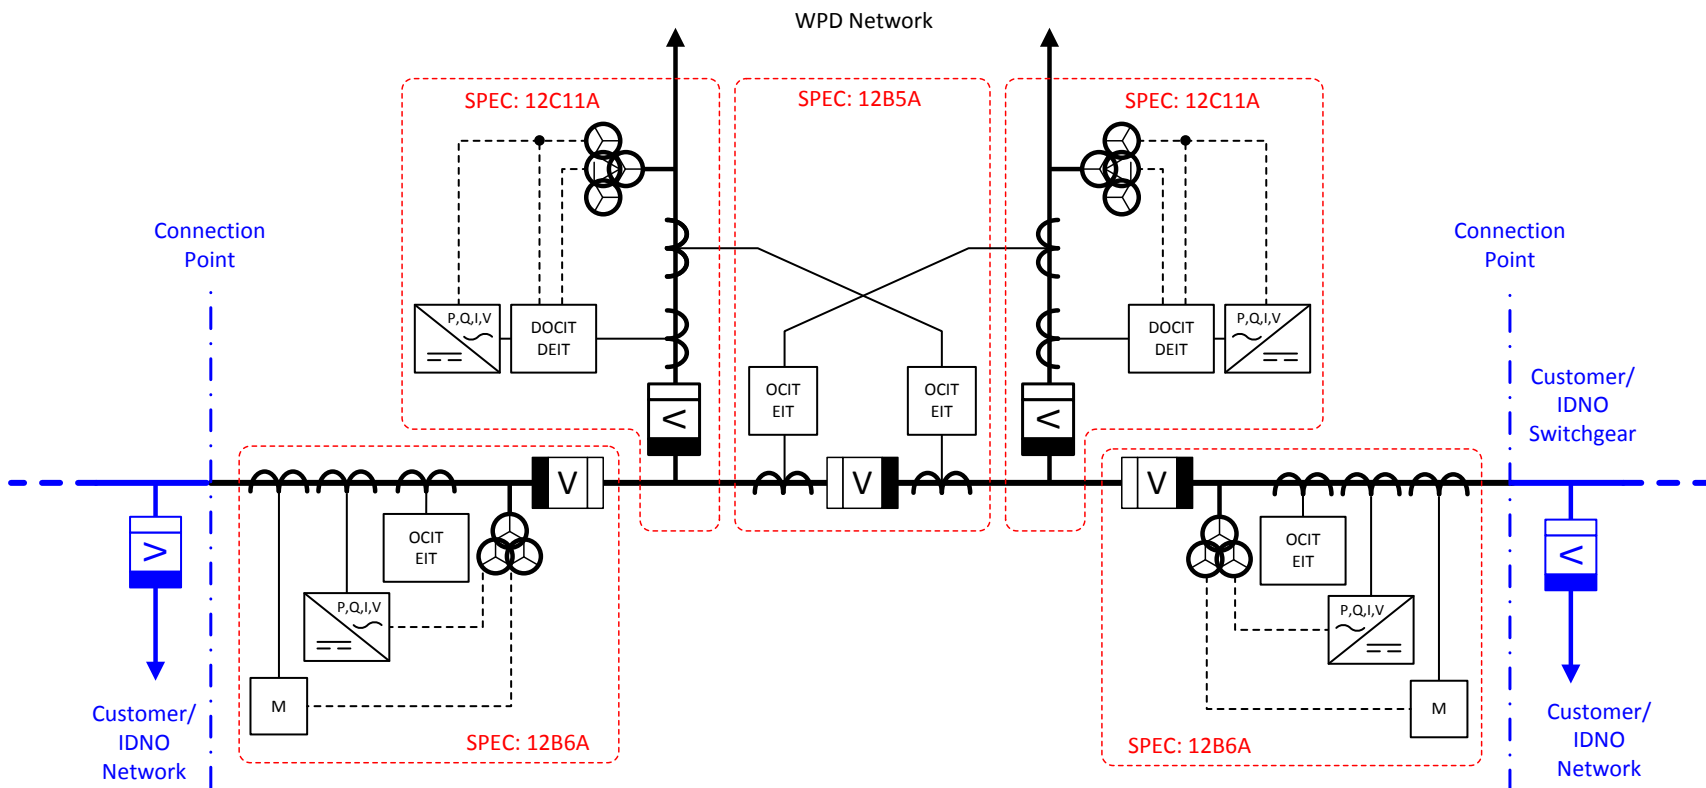 WPD Network
SPEC: 12C11A
SPEC: 12B5A
SPEC: 12C11A
Connection
Point
Connection
Point
P,Q,I,V
DOCIT
DEIT
DOCIT
DEIT
P,Q,I,V
OCIT
EIT
OCIT
EIT
Customer/
IDNO
Switchgear
V
V
V
V
V
V
V
OCIT
EIT
OCIT
EIT
P,Q,I,V
P,Q,I,V
M
M
SPEC: 12B6A
SPEC: 12B6A
Customer/
IDNO
Network
Customer/
IDNO
Network